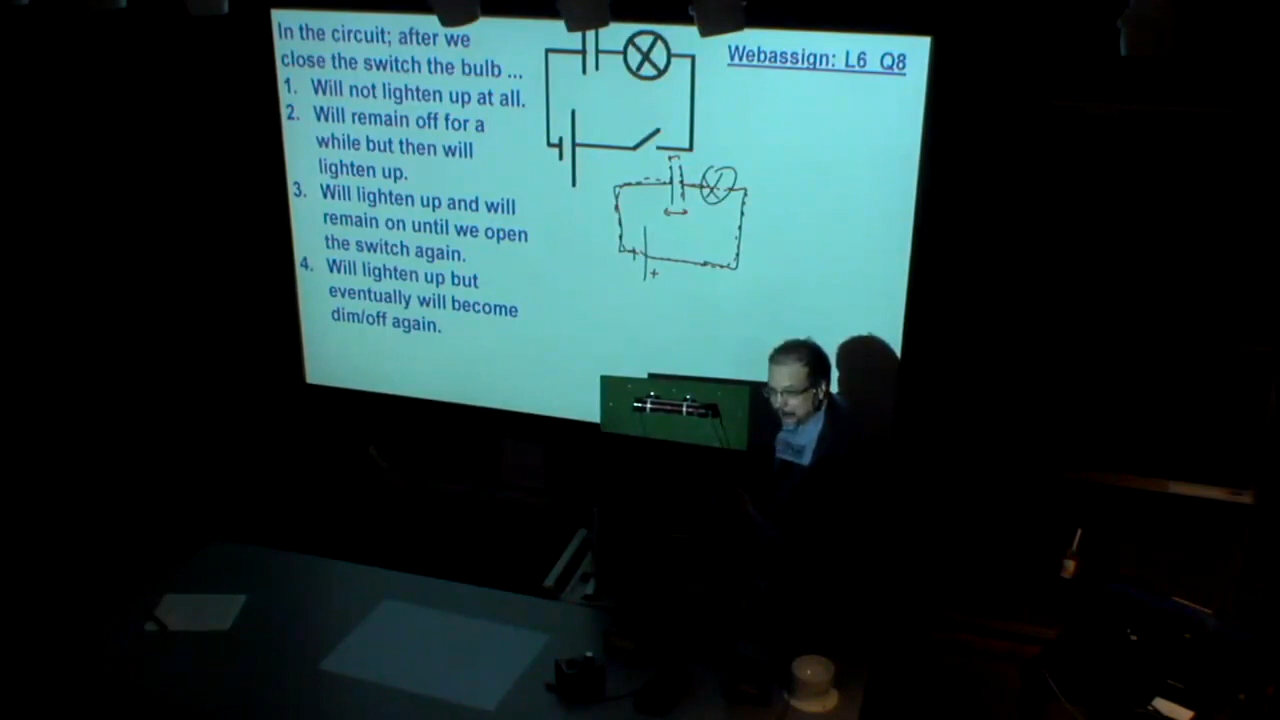 In the circuit; after we
close the switch the bulb ...
1. Will not lighten up at all.
2. Will remain off for a
while but then will
lighten up.
3. Will lighten up and will
remain on until we open
the switch again.
4. Will lighten up but
eventually will become
dim/off again.
Webassign: L6 Q8
+
+